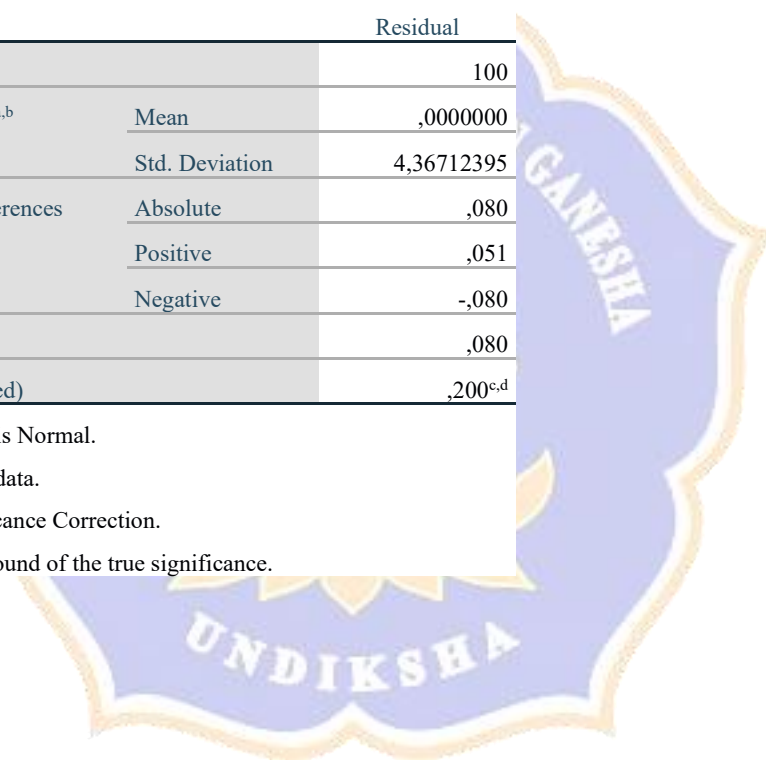 Residual
100
a,b Mean ,0000000
Std. Deviation 4,36712395
erences Absolute ,080
Positive ,051
Negative -,080
,080
ed) ,200c,d
s Normal.
data.
cance Correction.
ound of the true significance.
GANESHA
UNDIKSHA